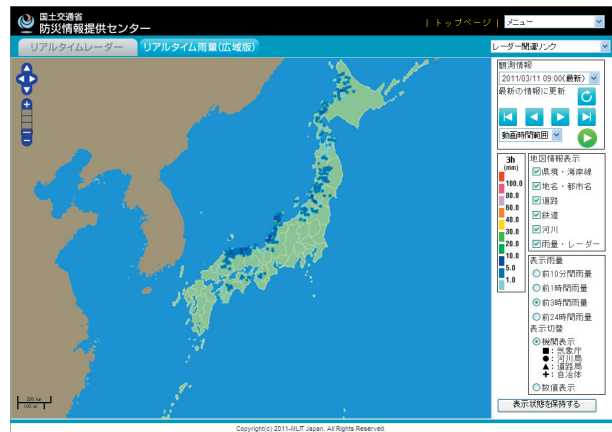 国土交通省
防災情報提供センター
| トップページ |
メニュー
リアルタイムレーダー
リアルタイム雨量(広域版)
レーダー関連リンク
観測情報
2011/03/11 09:00(最新)
最新の情報に更新
動画時間範囲
3h
(mm)
100.0
80.0
60.0
40.0
30.0
20.0
10.0
5.0
1.0
地図情報表示
県境・海岸線
地名・都市名
道路
鉄道
河川
雨量・レーダー
表示雨量
前10分間雨量
前1時間雨量
前3時間雨量
前24時間雨量
表示切替
機関表示
■:気象庁
●:河川局
▲:道路局
+:自治体
数値表示
表示状態を保持する
200 km
100 mi
Copyright(c) 2011-MLIT Japan. All Rights Reserved.